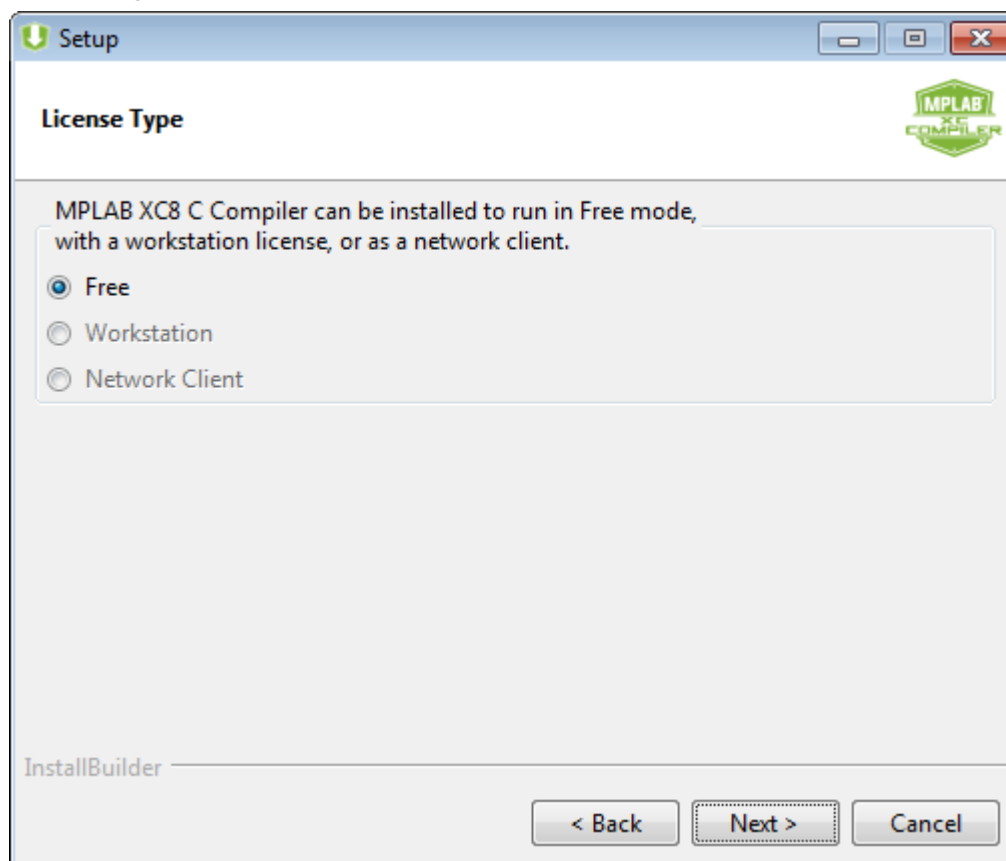 Setup
License Type
MPLAB
XC
COMPILER
MPLAB XC8 C Compiler can be installed to run in Free mode,
with a workstation license, or as a network client.
Free
Workstation
Network Client
InstallBuilder
< Back
Next >
Cancel